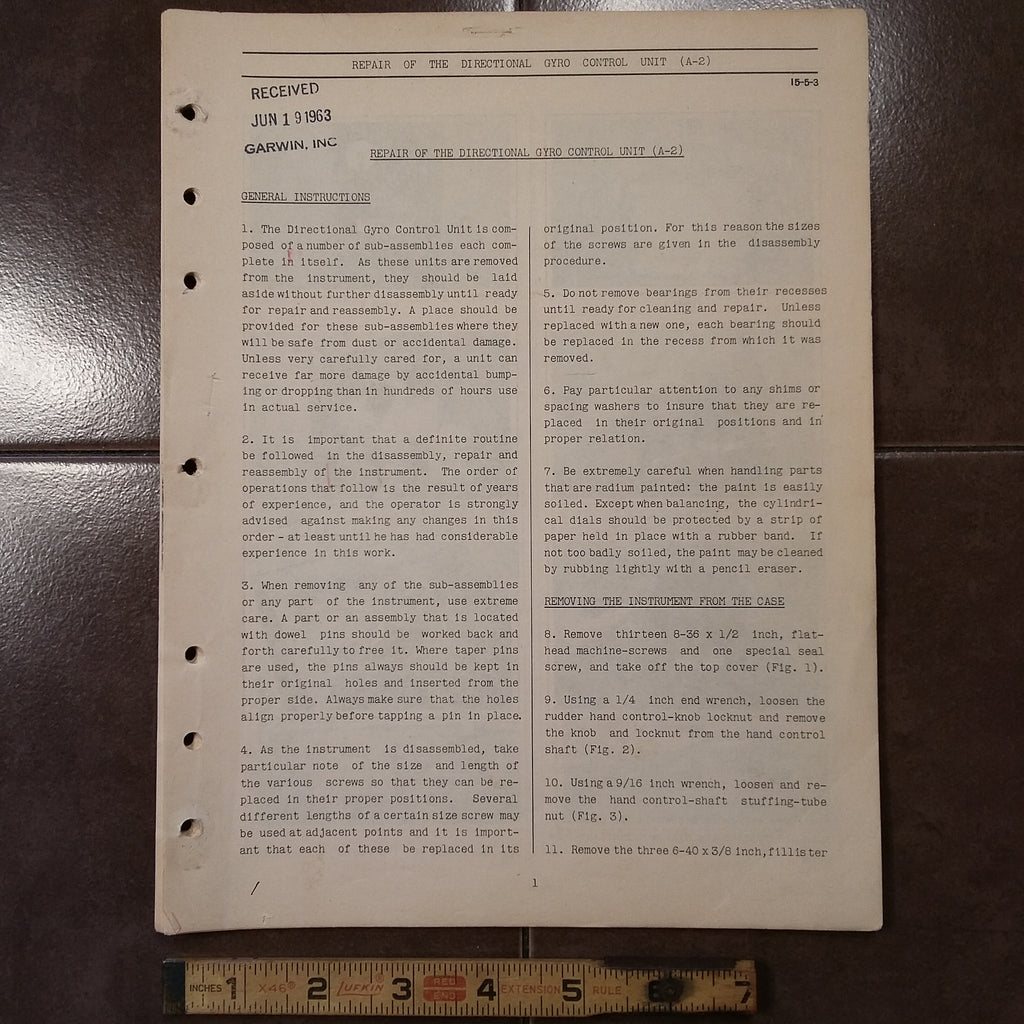 REPAIR OF THE DIRECTIONAL GYRO CONTROL UNIT (A-2)
15-5-3
RECEIVED
JUN 19 1963
GARWIN, INC
REPAIR OF THE DIRECTIONAL GYRO CONTROL UNIT (A-2)
GENERAL INSTRUCTIONS
1. The Directional Gyro Control Unit is com-
posed of a number of sub-assemblies each com-
plete in itself. As these units are removed
from the instrument, they should be laid
aside without further disassembly until ready
for repair and reassembly. A place should be
provided for these sub-assemblies where they
will be safe from dust or accidental damage.
Unless very carefully cared for, a unit can
receive far more damage by accidental bump-
ing or dropping than in hundreds of hours use
in actual service.
2. It is important that a definite routine
be followed in the disassembly, repair and
reassembly of the instrument. The order of
operations that follow is the result of years
of experience, and the operator is strongly
advised against making any changes in this
order - at least until he has had considerable
experience in this work.
3. When removing any of the sub-assemblies
or any part of the instrument, use extreme
care. A part or an assembly that is located
with dowel pins should be worked back and
forth carefully to free it. Where taper pins
are used, the pins always should be kept in
their original holes and inserted from the
proper side. Always make sure that the holes
align properly before tapping a pin in place.
4. As the instrument is disassembled, take
particular note of the size and length of
the various screws so that they can be re-
placed in their proper positions. Several
different lengths of a certain size screw may
be used at adjacent points and it is import-
ant that each of these be replaced in its
original position. For this reason the sizes
of the screws are given in the disassembly
procedure.
5. Do not remove bearings from their recesses
until ready for cleaning and repair. Unless
replaced with a new one, each bearing should
be replaced in the recess from which it was
removed.
6. Pay particular attention to any shims or
spacing washers to insure that they are re-
placed in their original positions and in
proper relation.
7. Be extremely careful when handling parts
that are radium painted: the paint is easily
soiled. Except when balancing, the cylindri-
cal dials should be protected by a strip of
paper held in place with a rubber band. If
not too badly soiled, the paint may be cleaned
by rubbing lightly with a pencil eraser.
REMOVING THE INSTRUMENT FROM THE CASE
8. Remove thirteen 8-36 x 1/2 inch, flat-
head machine-screws and one special seal
screw, and take off the top cover (Fig. 1).
9. Using a 1/4 inch end wrench, loosen the
rudder hand control-knob locknut and remove
the knob and locknut from the hand control
shaft (Fig. 2).
10. Using a 9/16 inch wrench, loosen and re-
move the hand control-shaft stuffing-tube
nut (Fig. 3).
11. Remove the three 6-40 x 3/8 inch, fillister
1
INCHES 1 X46® 2 LUFKIN® 3 RED END 4 EXTENSION 5 RULE 7